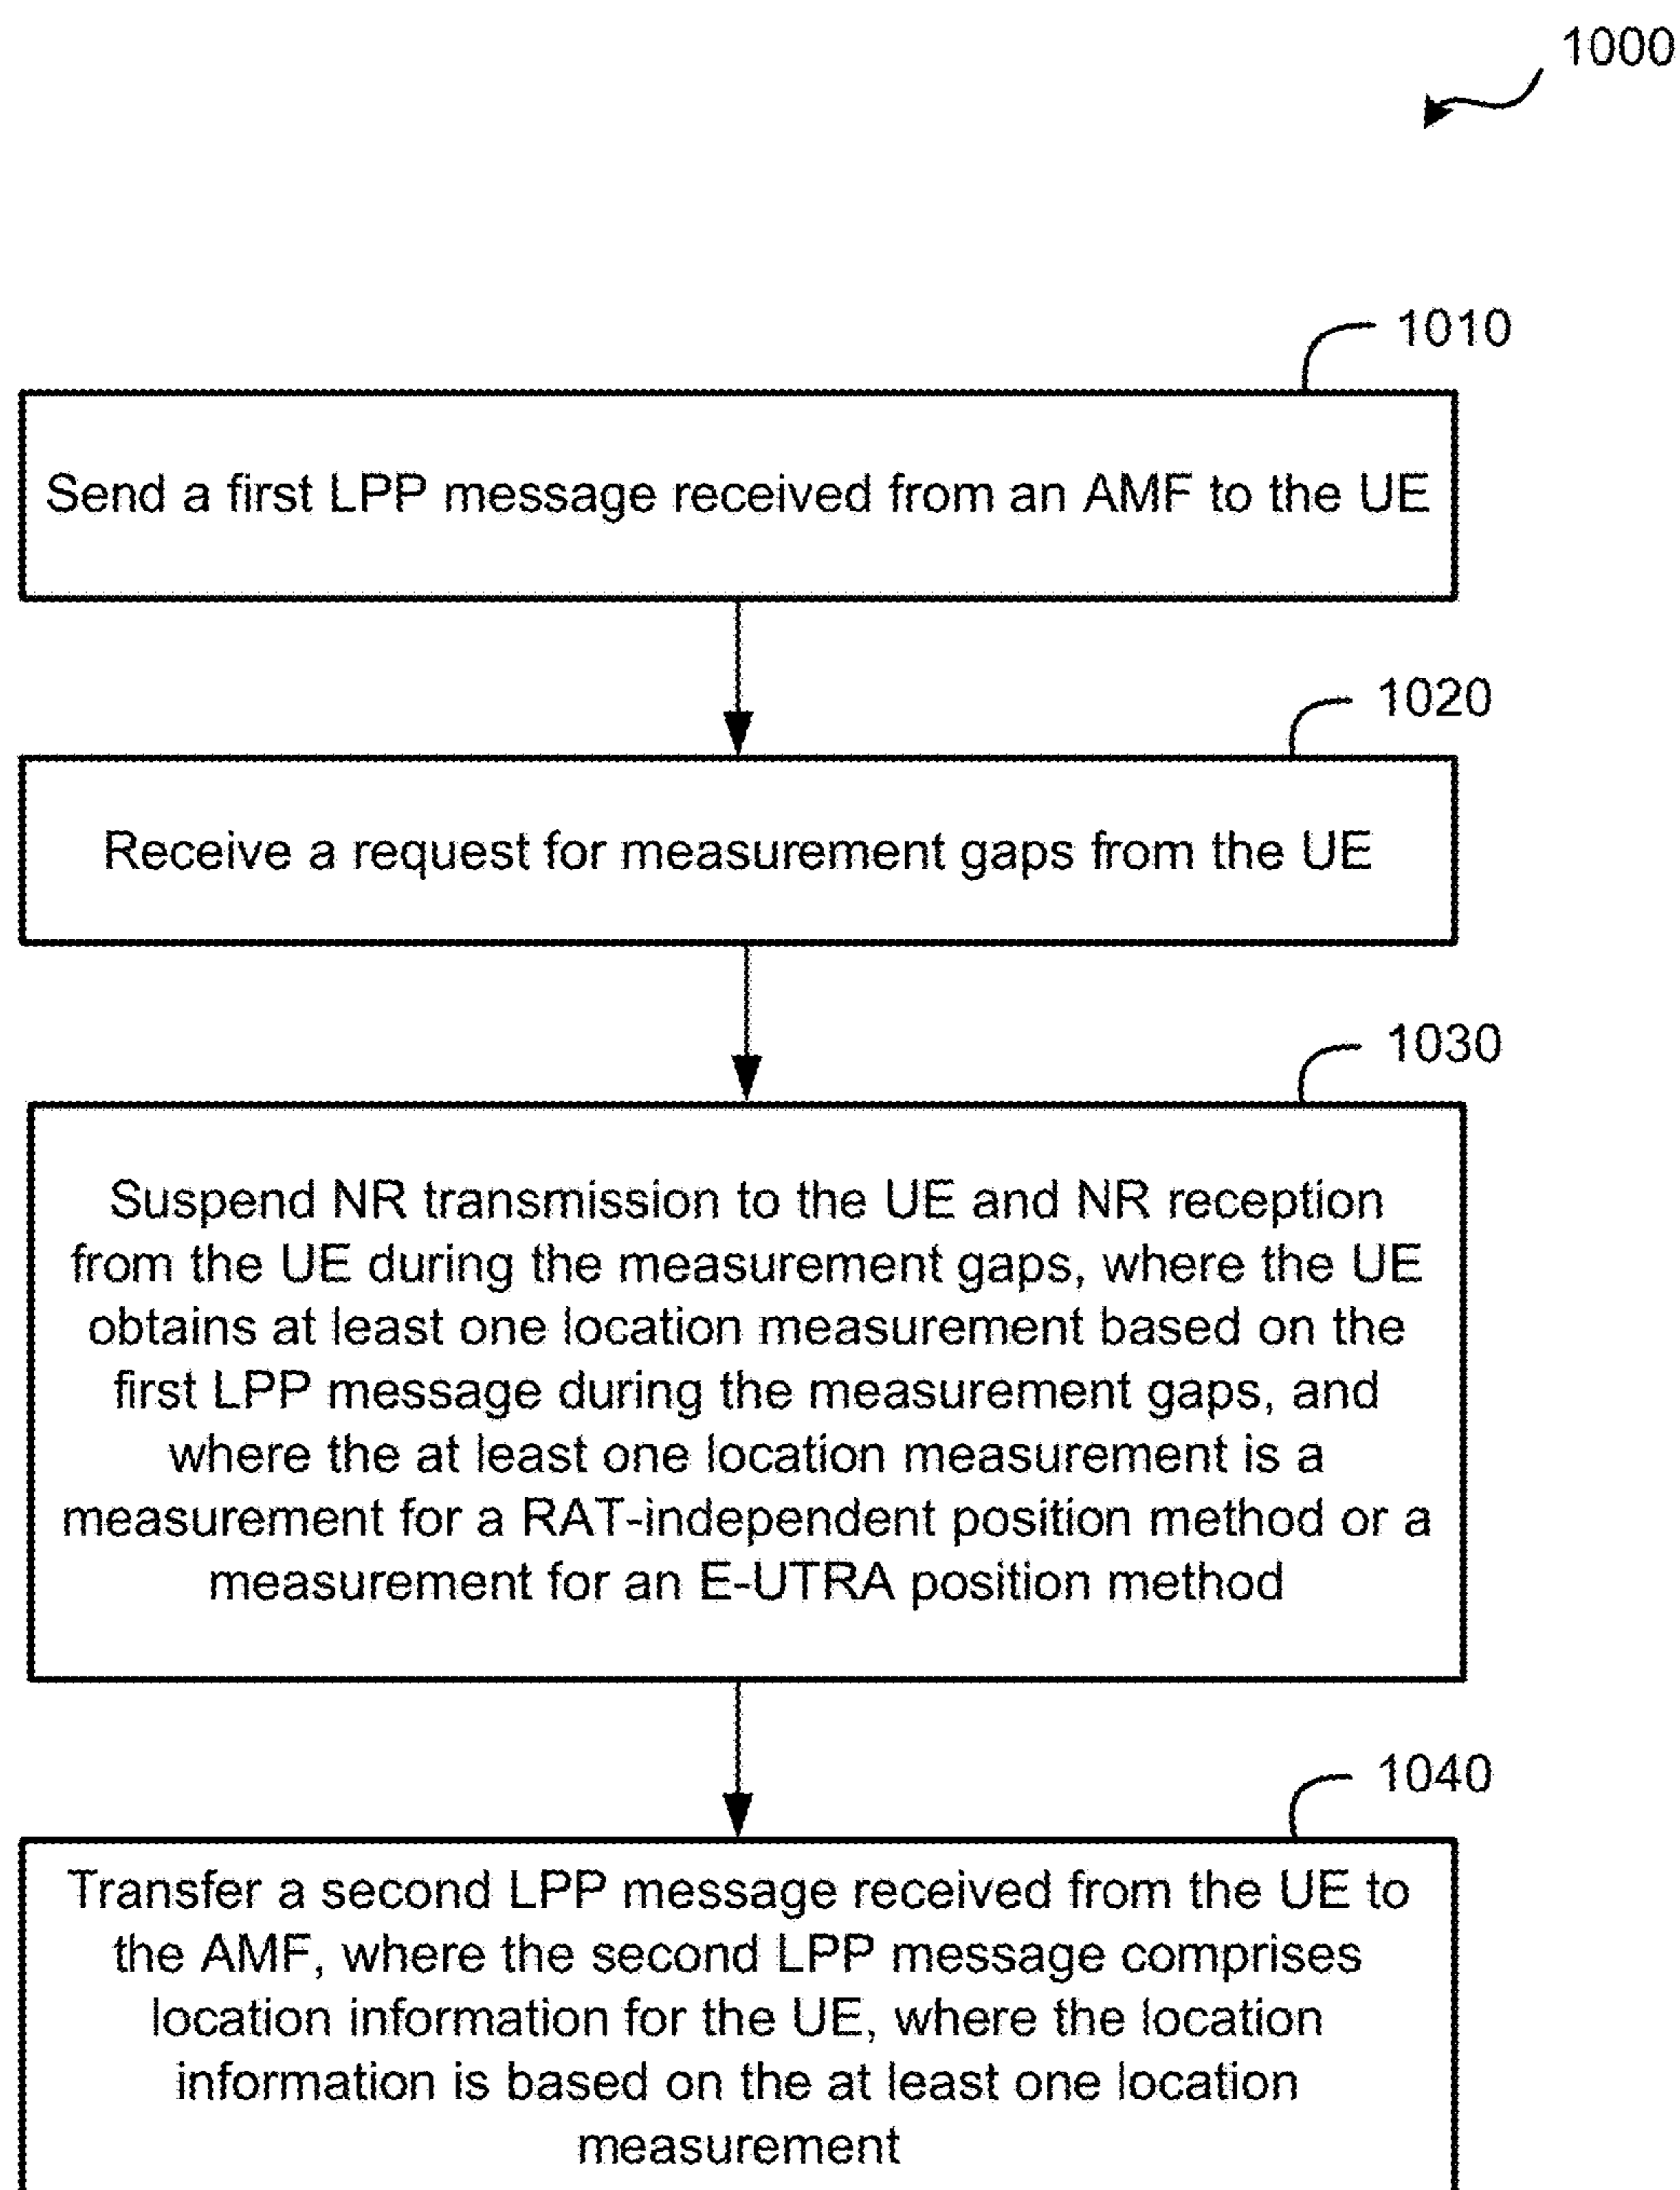 1000
1010
Send a first LPP message received from an AMF to the UE
1020
Receive a request for measurement gaps from the UE
1030
Suspend NR transmission to the UE and NR reception
from the UE during the measurement gaps, where the UE
obtains at least one location measurement based on the
first LPP message during the measurement gaps, and
where the at least one location measurement is a
measurement for a RAT-independent position method or a
measurement for an E-UTRA position method
1040
Transfer a second LPP message received from the UE to
the AMF, where the second LPP message comprises
location information for the UE, where the location
information is based on the at least one location
measurement